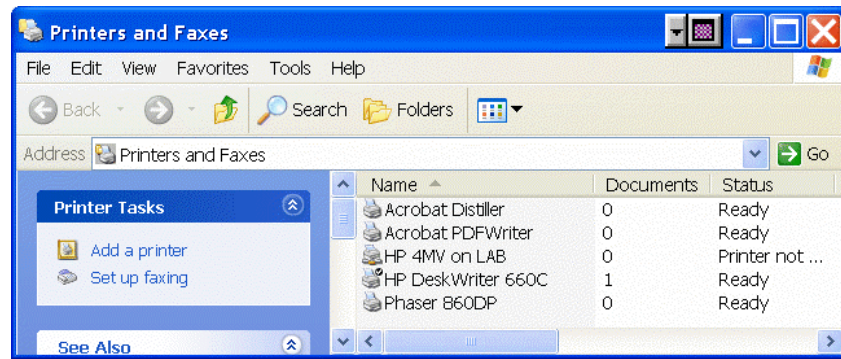 Printers and Faxes
File Edit View Favorites Tools Help
Back Search Folders
Address Printers and Faxes Go
Printer Tasks
Add a printer
Set up faxing
See Also
Name Documents Status
Acrobat Distiller 0 Ready
Acrobat PDFWriter 0 Ready
HP 4MV on LAB 0 Printer not ...
HP DeskWriter 660C 1 Ready
Phaser 860DP 0 Ready